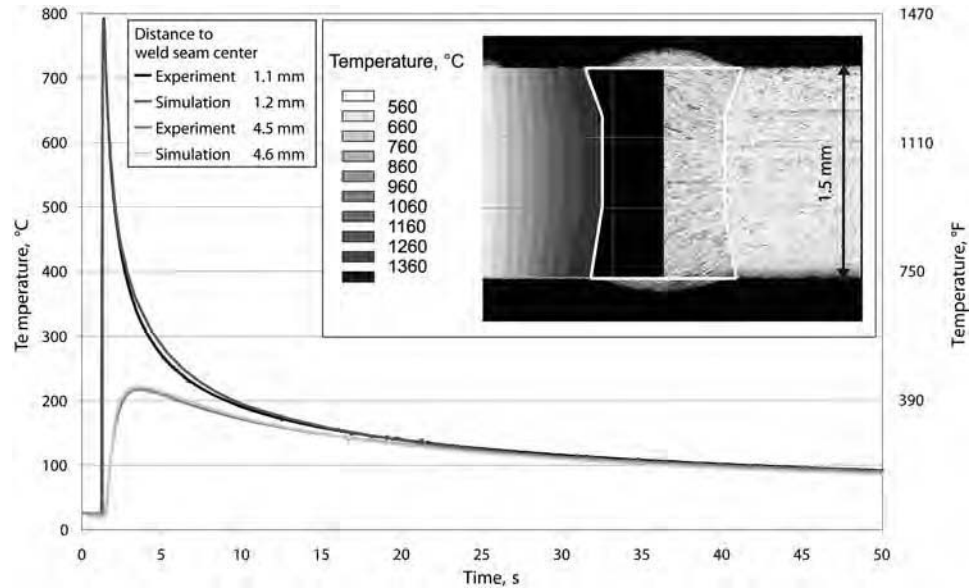 800
700
600
500
400
300
200
100
0
Temperature, °C
Distance to
weld seam center
Experiment 1.1 mm
Simulation 1.2 mm
Experiment 4.5 mm
Simulation 4.6 mm
Temperature, °C
560
660
760
860
960
1060
1160
1260
1360
1.5 mm
1470
1110
750
390
Temperature, °F
0 5 10 15 20 25 30 35 40 45 50
Time, s